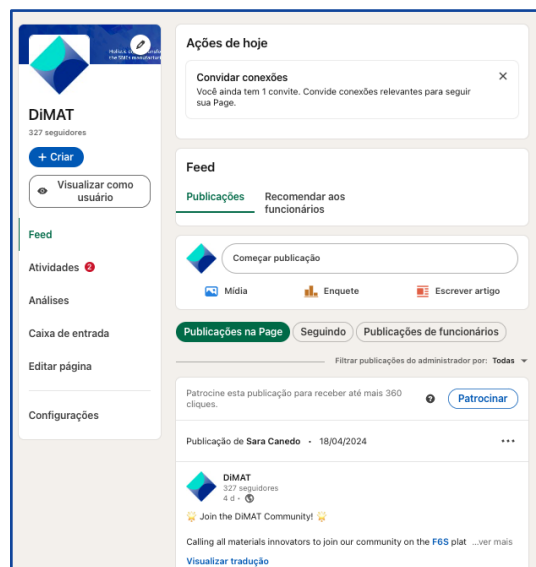 DiMAT
327 seguidores
+ Criar
Visualizar como
usuário
Feed
Atividades 2
Análises
Caixa de entrada
Editar página
Configurações
Ações de hoje
Convidar conexões
Você ainda tem 1 convite. Convide conexões relevantes para seguir
sua Page.
Feed
Publicações
Recomendar aos
funcionários
Começar publicação
Mídia
Enquete
Escrever artigo
Publicações na Page
Seguindo
Publicações de funcionários
Filtrar publicações do administrador por: Todas
Patrocine esta publicação para receber até mais 360
cliques.
Patrocinar
Publicação de Sara Canedo • 18/04/2024
DiMAT
327 seguidores
4 d •
Join the DiMAT Community!
Calling all materials innovators to join our community on the F6S plat ...ver mais
Visualizar tradução